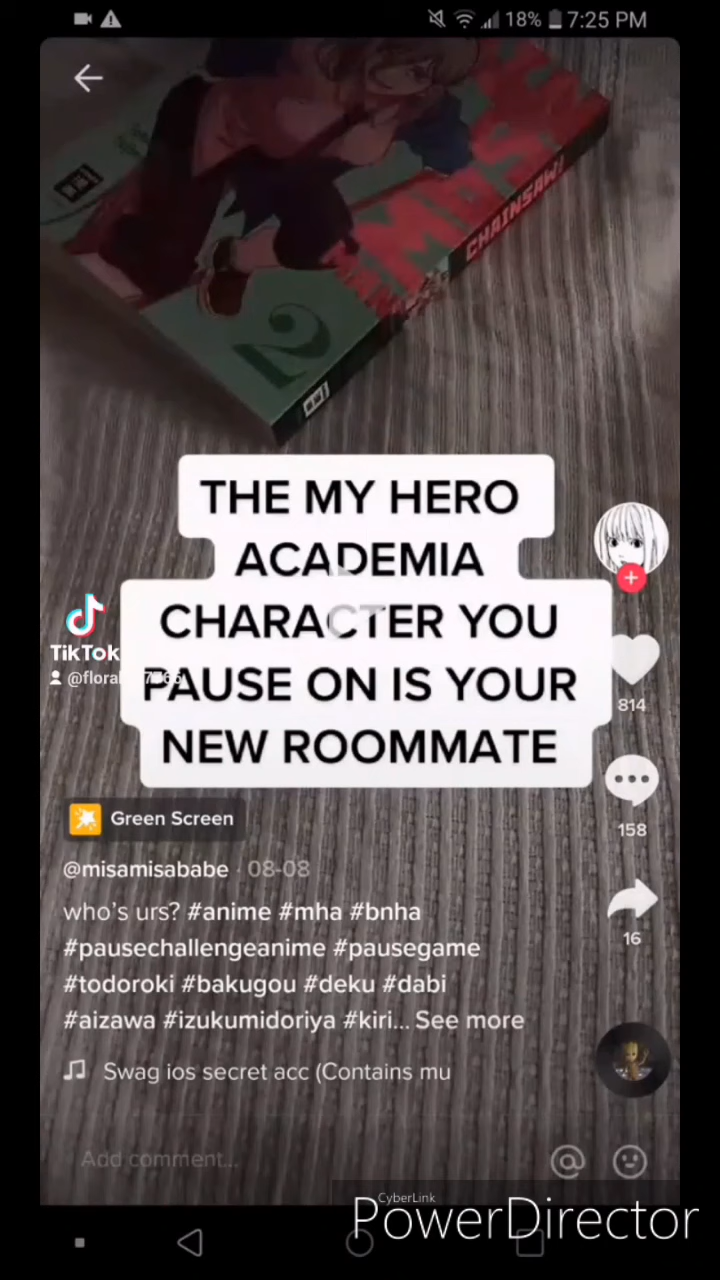 18% 7:25 PM
CHAINSAW!
2
THE MY HERO
ACADEMIA
CHARACTER YOU
PAUSE ON IS YOUR
NEW ROOMMATE
TikTok
814
158
16
Green Screen
@misamisababe · 08-08
who's urs? #anime #mha #bnha
#pausechallengeanime #pausegame
#todoroki #bakugou #deku #dabi
#aizawa #izukumidoriya #kiri... See more
Swag ios secret acc (Contains mu
Add comment...
CyberLink
PowerDirector